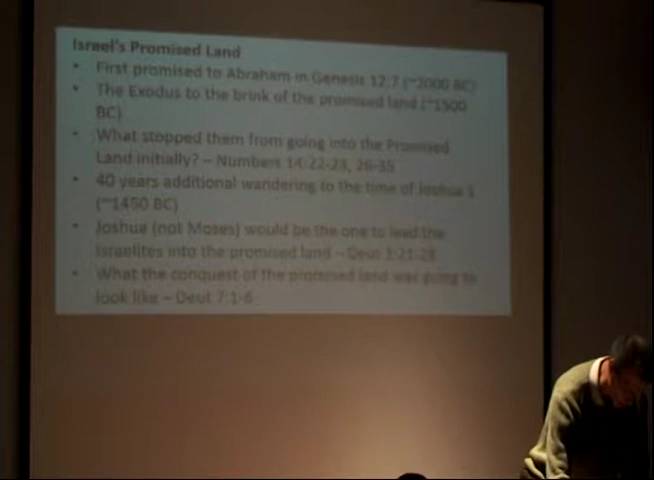 Israel's Promised Land
• First promised to Abraham in Genesis 12:7 (~2000 BC)
• The Exodus to the brink of the promised land (~1500
BC)
• What stopped them from going into the Promised
Land initially? – Numbers 14:22-23, 26-35
• 40 years additional wandering to the time of Joshua 1
(~1450 BC)
• Joshua (not Moses) would be the one to lead the
Israelites into the promised land – Deut 3:21-28
• What the conquest of the promised land was going to
look like – Deut 7:1-6